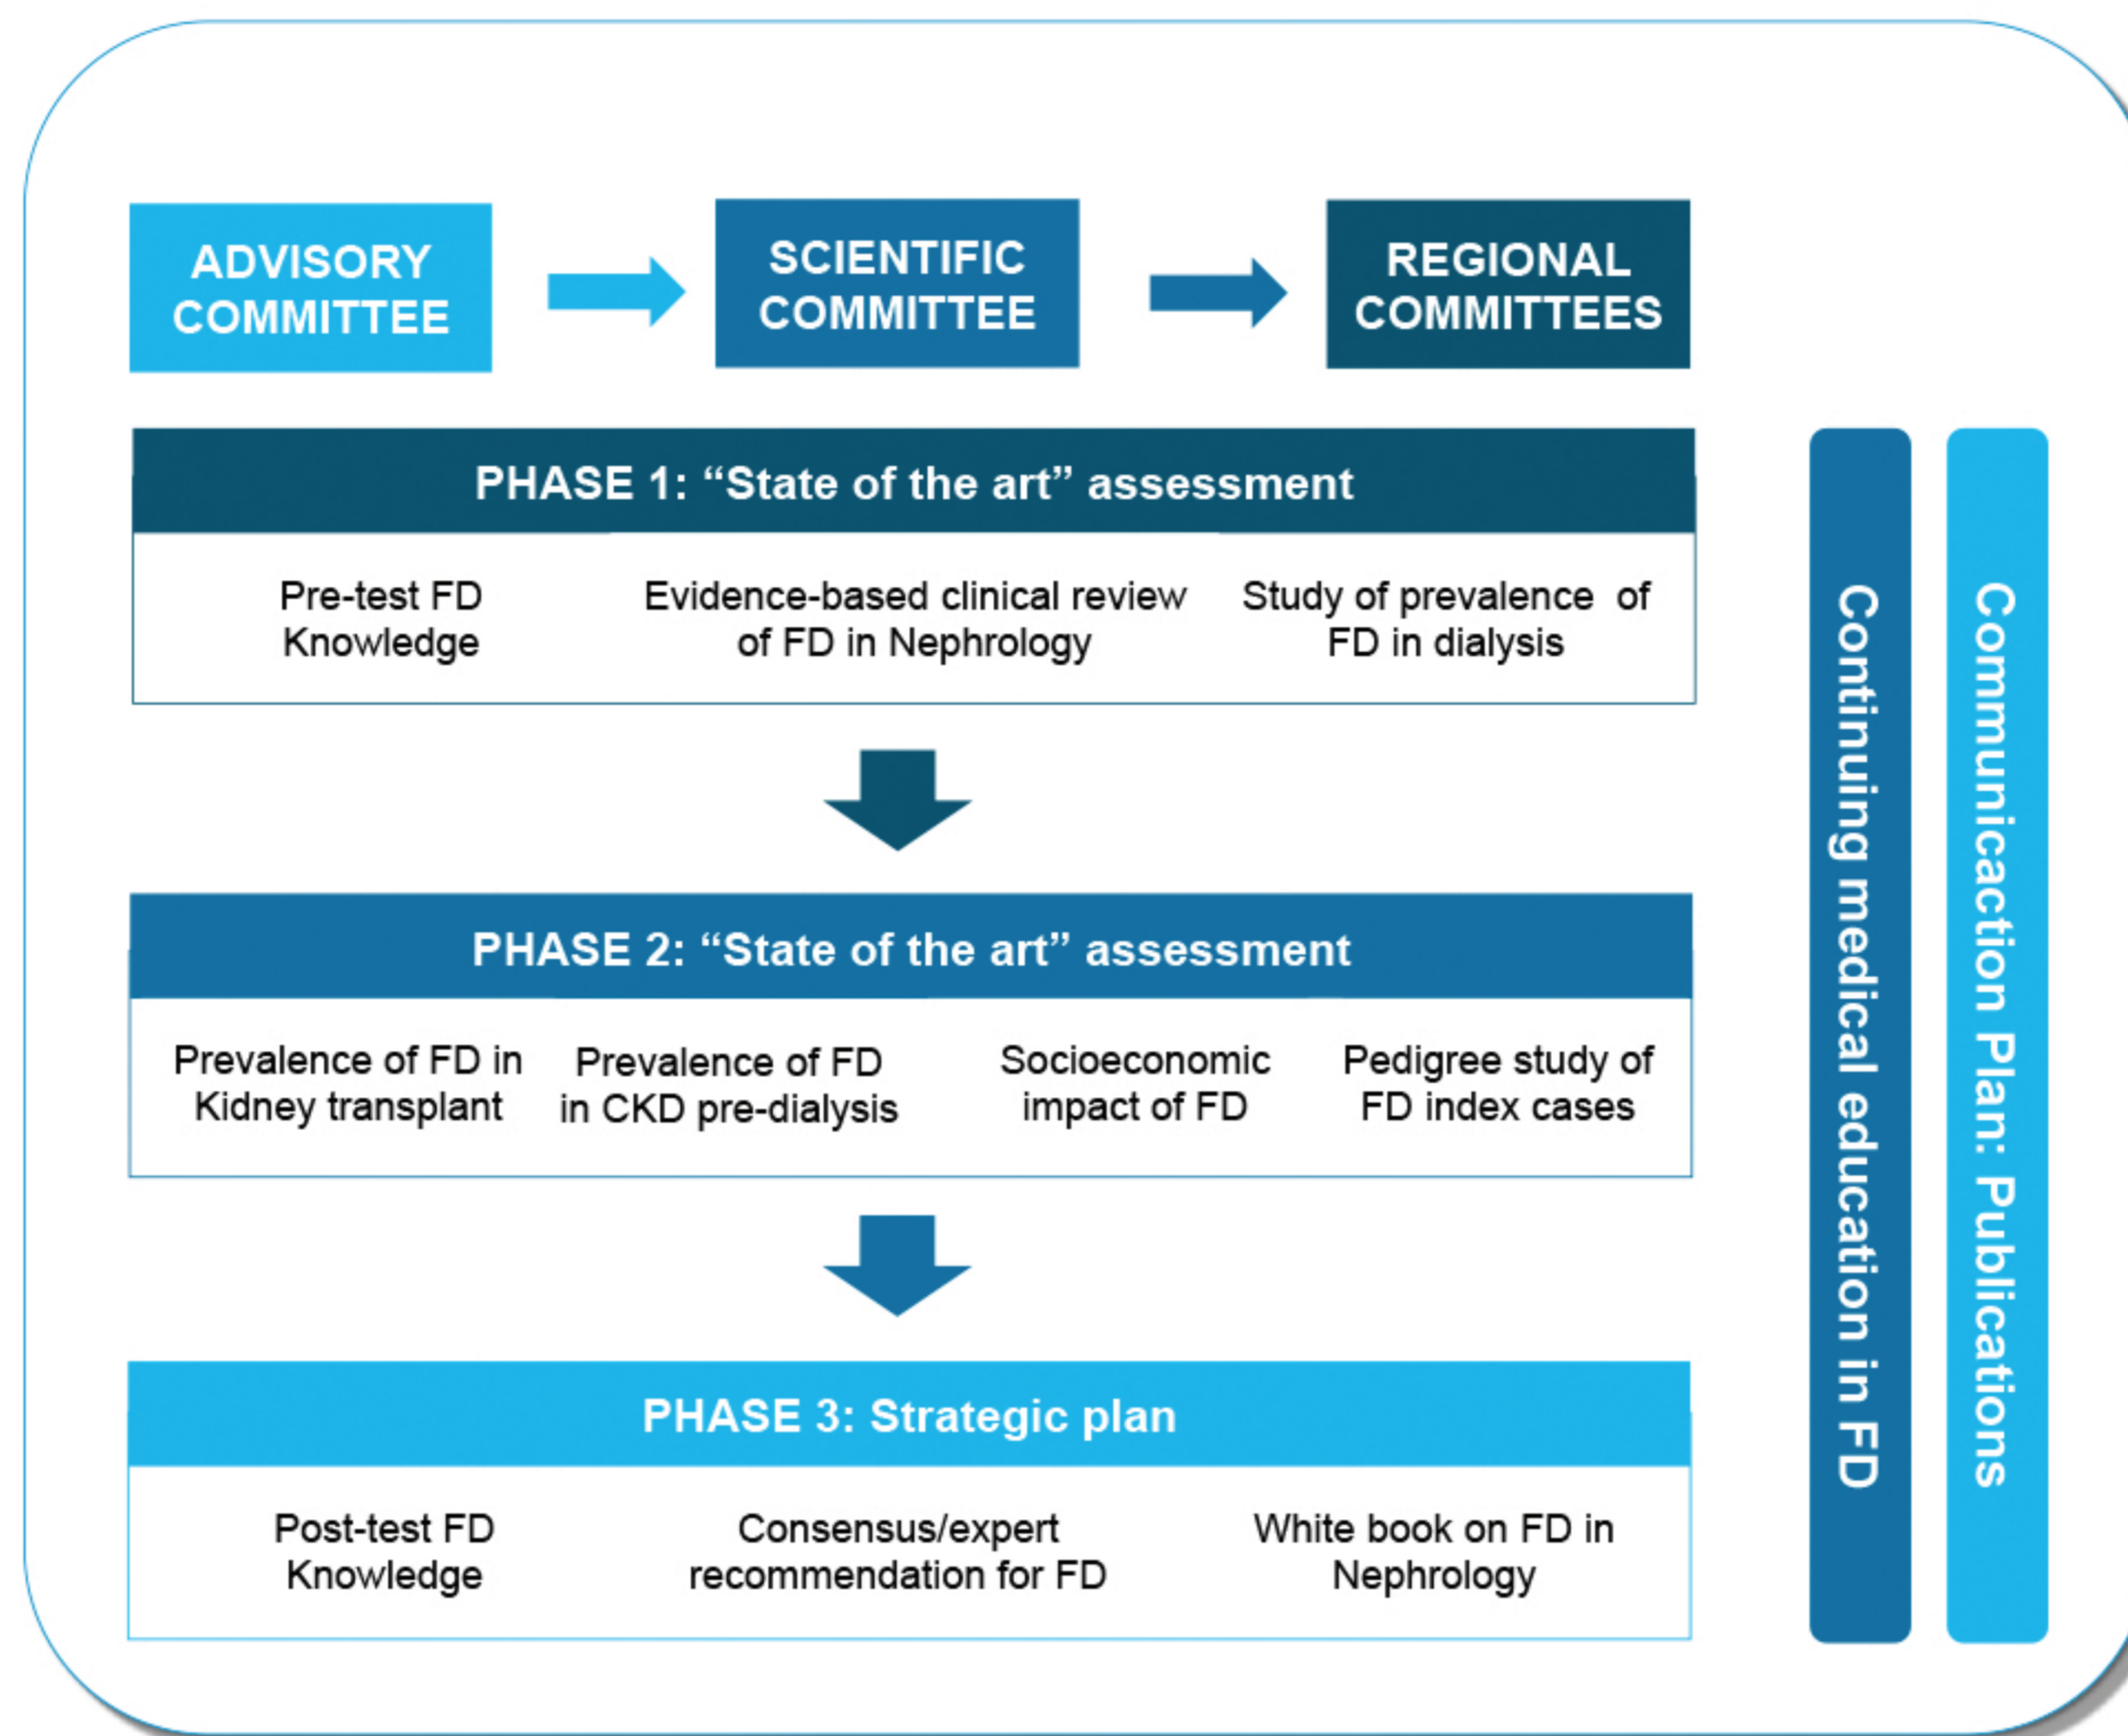 ADVISORY
COMMITTEE
SCIENTIFIC
COMMITTEE
REGIONAL
COMMITTEES
PHASE 1: “State of the art” assessment
Pre-test FD
Knowledge
Evidence-based clinical review
of FD in Nephrology
Study of prevalence of
FD in dialysis
PHASE 2: “State of the art” assessment
Prevalence of FD in
Kidney transplant
Prevalence of FD
in CKD pre-dialysis
Socioeconomic
impact of FD
Pedigree study of
FD index cases
PHASE 3: Strategic plan
Post-test FD
Knowledge
Consensus/expert
recommendation for FD
White book on FD in
Nephrology
Continuing medical education in FD
Communicaction Plan: Publications